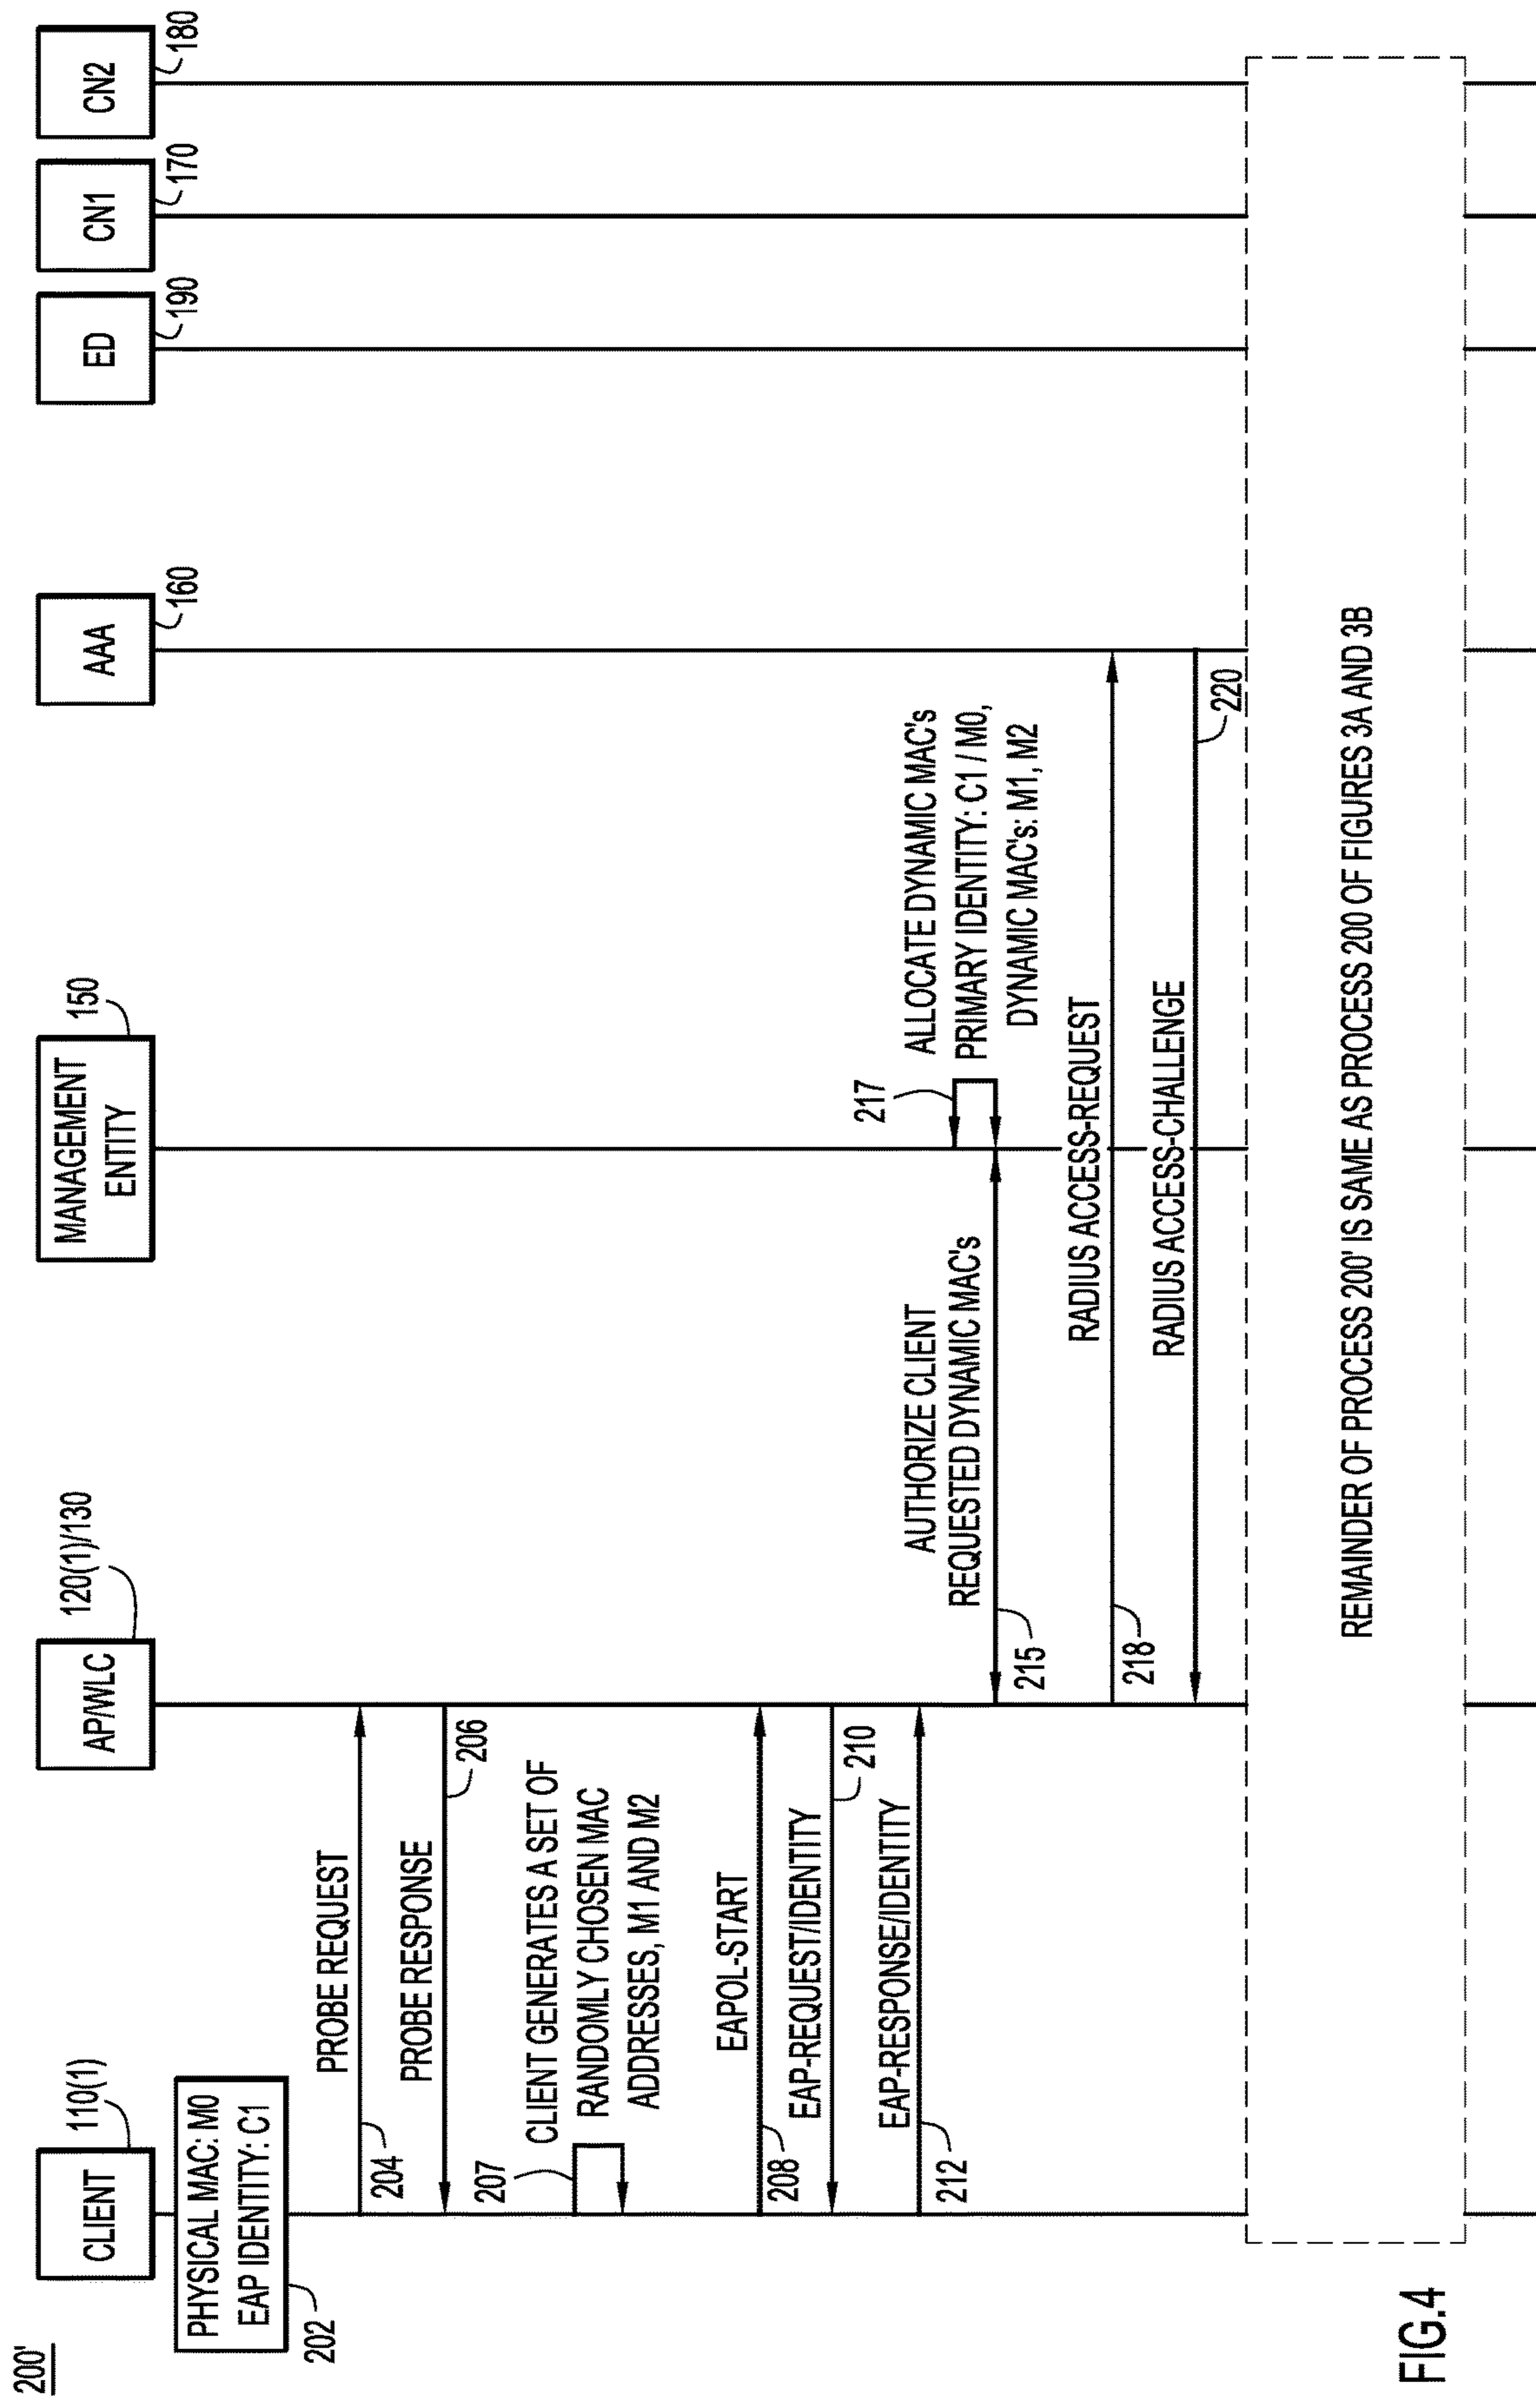 200'
CLIENT
110(1)
AP/WLC
120(1)/130
MANAGEMENT
ENTITY
150
AAA
160
ED
190
CN1
170
CN2
180
PHYSICAL MAC: M0
EAP IDENTITY: C1
202
PROBE REQUEST
204
PROBE RESPONSE
206
207
CLIENT GENERATES A SET OF
RANDOMLY CHOSEN MAC
ADDRESSES, M1 AND M2
EAPOL-START
208
EAP-REQUEST/IDENTITY
210
EAP-RESPONSE/IDENTITY
212
AUTHORIZE CLIENT
REQUESTED DYNAMIC MAC's
215
217
ALLOCATE DYNAMIC MAC's
PRIMARY IDENTITY: C1 / M0,
DYNAMIC MAC's: M1, M2
RADIUS ACCESS-REQUEST
218
RADIUS ACCESS-CHALLENGE
220
REMAINDER OF PROCESS 200' IS SAME AS PROCESS 200 OF FIGURES 3A AND 3B
FIG.4